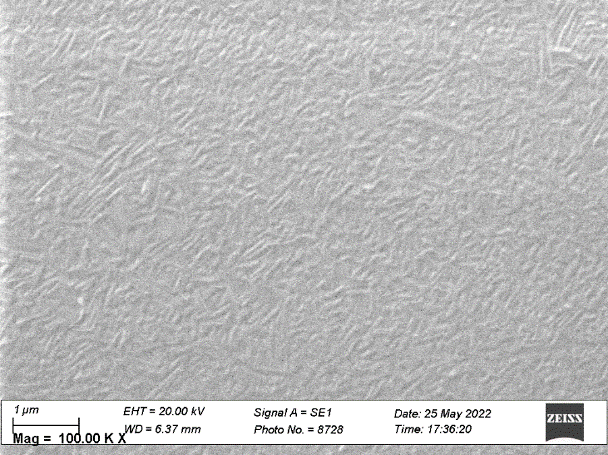 1 µm
EHT = 20.00 kV
Signal A = SE1
Date: 25 May 2022
ZEISS
Mag = 100.00 K X
WD = 6.37 mm
Photo No. = 8728
Time: 17:36:20